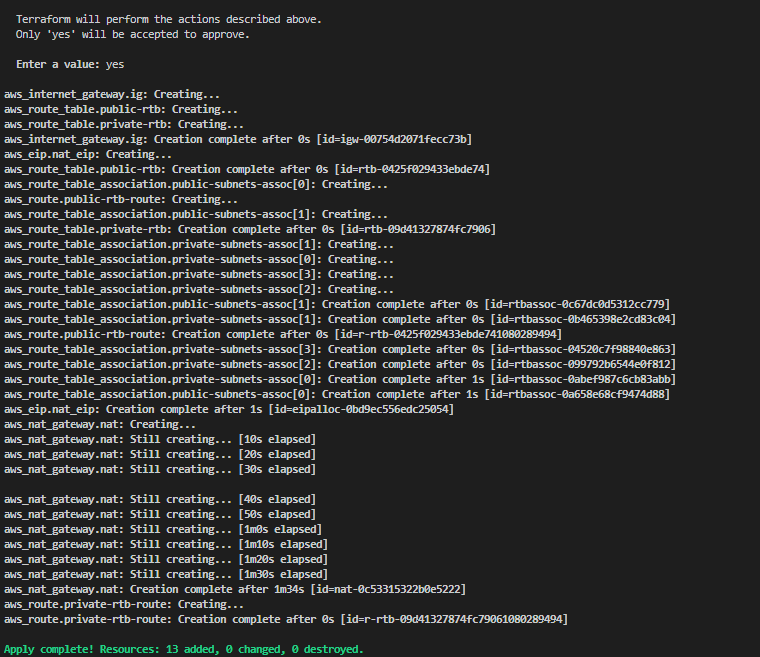 Terraform will perform the actions described above.
Only 'yes' will be accepted to approve.
Enter a value: yes
aws_internet_gateway.ig: Creating...
aws_route_table.public-rtb: Creating...
aws_route_table.private-rtb: Creating...
aws_internet_gateway.ig: Creation complete after 0s [id=igw-00754d2071fecc73b]
aws_eip.nat_eip: Creating...
aws_route_table.public-rtb: Creation complete after 0s [id=rtb-0425f029433ebde74]
aws_route_table_association.public-subnets-assoc[0]: Creating...
aws_route.public-rtb-route: Creating...
aws_route_table_association.public-subnets-assoc[1]: Creating...
aws_route_table.private-rtb: Creation complete after 0s [id=rtb-09d41327874fc7906]
aws_route_table_association.private-subnets-assoc[1]: Creating...
aws_route_table_association.private-subnets-assoc[0]: Creating...
aws_route_table_association.private-subnets-assoc[3]: Creating...
aws_route_table_association.private-subnets-assoc[2]: Creating...
aws_route_table_association.public-subnets-assoc[1]: Creation complete after 0s [id=rtbassoc-0c67dc0d5312cc779]
aws_route_table_association.private-subnets-assoc[1]: Creation complete after 0s [id=rtbassoc-0b465398e2cd83c04]
aws_route.public-rtb-route: Creation complete after 0s [id=r-rtb-0425f029433ebde741080289494]
aws_route_table_association.private-subnets-assoc[3]: Creation complete after 0s [id=rtbassoc-04520c7f98840e863]
aws_route_table_association.private-subnets-assoc[2]: Creation complete after 0s [id=rtbassoc-099792b6544e0f812]
aws_route_table_association.private-subnets-assoc[0]: Creation complete after 1s [id=rtbassoc-0abef987c6cb83abb]
aws_route_table_association.public-subnets-assoc[0]: Creation complete after 1s [id=rtbassoc-0a658e68cf9474d88]
aws_eip.nat_eip: Creation complete after 1s [id=eipalloc-0bd9ec556edc25054]
aws_nat_gateway.nat: Creating...
aws_nat_gateway.nat: Still creating... [10s elapsed]
aws_nat_gateway.nat: Still creating... [20s elapsed]
aws_nat_gateway.nat: Still creating... [30s elapsed]
aws_nat_gateway.nat: Still creating... [40s elapsed]
aws_nat_gateway.nat: Still creating... [50s elapsed]
aws_nat_gateway.nat: Still creating... [1m0s elapsed]
aws_nat_gateway.nat: Still creating... [1m10s elapsed]
aws_nat_gateway.nat: Still creating... [1m20s elapsed]
aws_nat_gateway.nat: Still creating... [1m30s elapsed]
aws_nat_gateway.nat: Creation complete after 1m34s [id=nat-0c53315322b0e5222]
aws_route.private-rtb-route: Creating...
aws_route.private-rtb-route: Creation complete after 0s [id=r-rtb-09d41327874fc79061080289494]
Apply complete! Resources: 13 added, 0 changed, 0 destroyed.